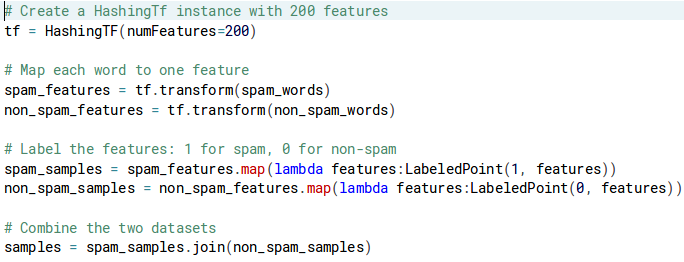 # Create a HashingTf instance with 200 features
tf = HashingTF(numFeatures=200)

# Map each word to one feature
spam_features = tf.transform(spam_words)
non_spam_features = tf.transform(non_spam_words)

# Label the features: 1 for spam, 0 for non-spam
spam_samples = spam_features.map(lambda features:LabeledPoint(1, features))
non_spam_samples = non_spam_features.map(lambda features:LabeledPoint(0, features))

# Combine the two datasets
samples = spam_samples.join(non_spam_samples)